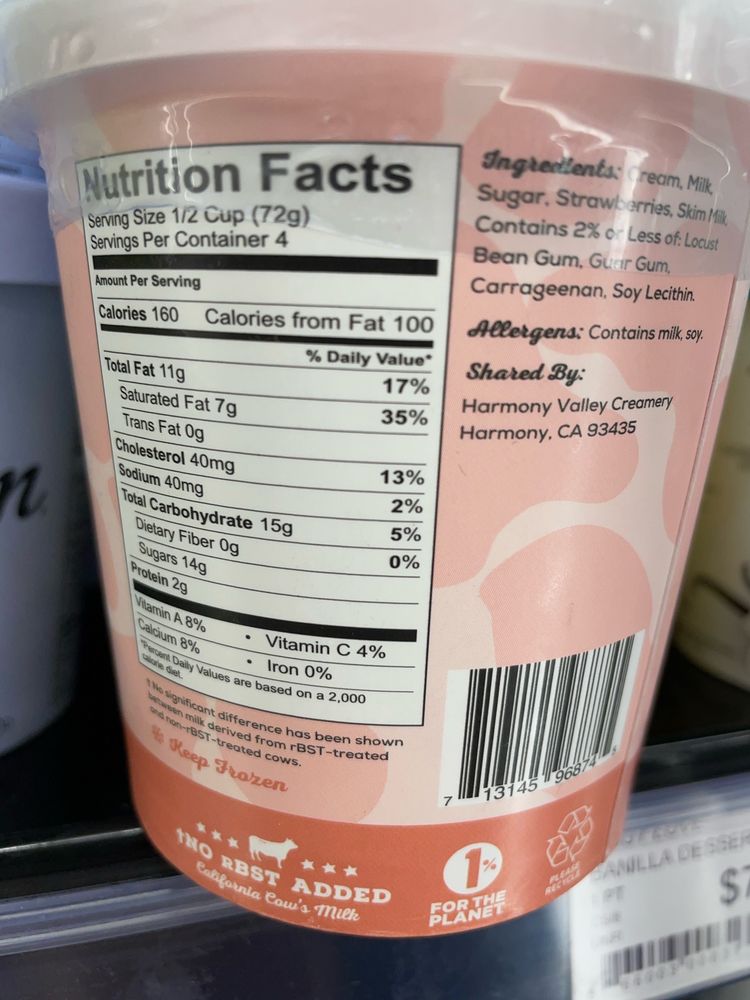 Nutrition Facts
Serving Size 1/2 Cup (72g)
Servings Per Container 4
Amount Per Serving
Calories 160 Calories from Fat 100
% Daily Value*
Total Fat 11g 17%
Saturated Fat 7g 35%
Trans Fat 0g
Cholesterol 40mg 13%
Sodium 40mg 2%
Total Carbohydrate 15g 5%
Dietary Fiber 0g 0%
Sugars 14g
Protein 2g
Vitamin A 8% • Vitamin C 4%
Calcium 8% • Iron 0%
*Percent Daily Values are based on a 2,000
calorie diet.
† No significant difference has been shown
between milk derived from rBST-treated
and non-rBST-treated cows.
Keep Frozen
†NO RBST ADDED
California Cow's Milk
Ingredients: Cream, Milk,
Sugar, Strawberries, Skim Milk,
Contains 2% or Less of: Locust
Bean Gum, Guar Gum,
Carrageenan, Soy Lecithin.
Allergens: Contains milk, soy.
Shared By:
Harmony Valley Creamery
Harmony, CA 93435
7 13145 96874
1%
FOR THE
PLANET
PLEASE
RECYCLE
n
$7